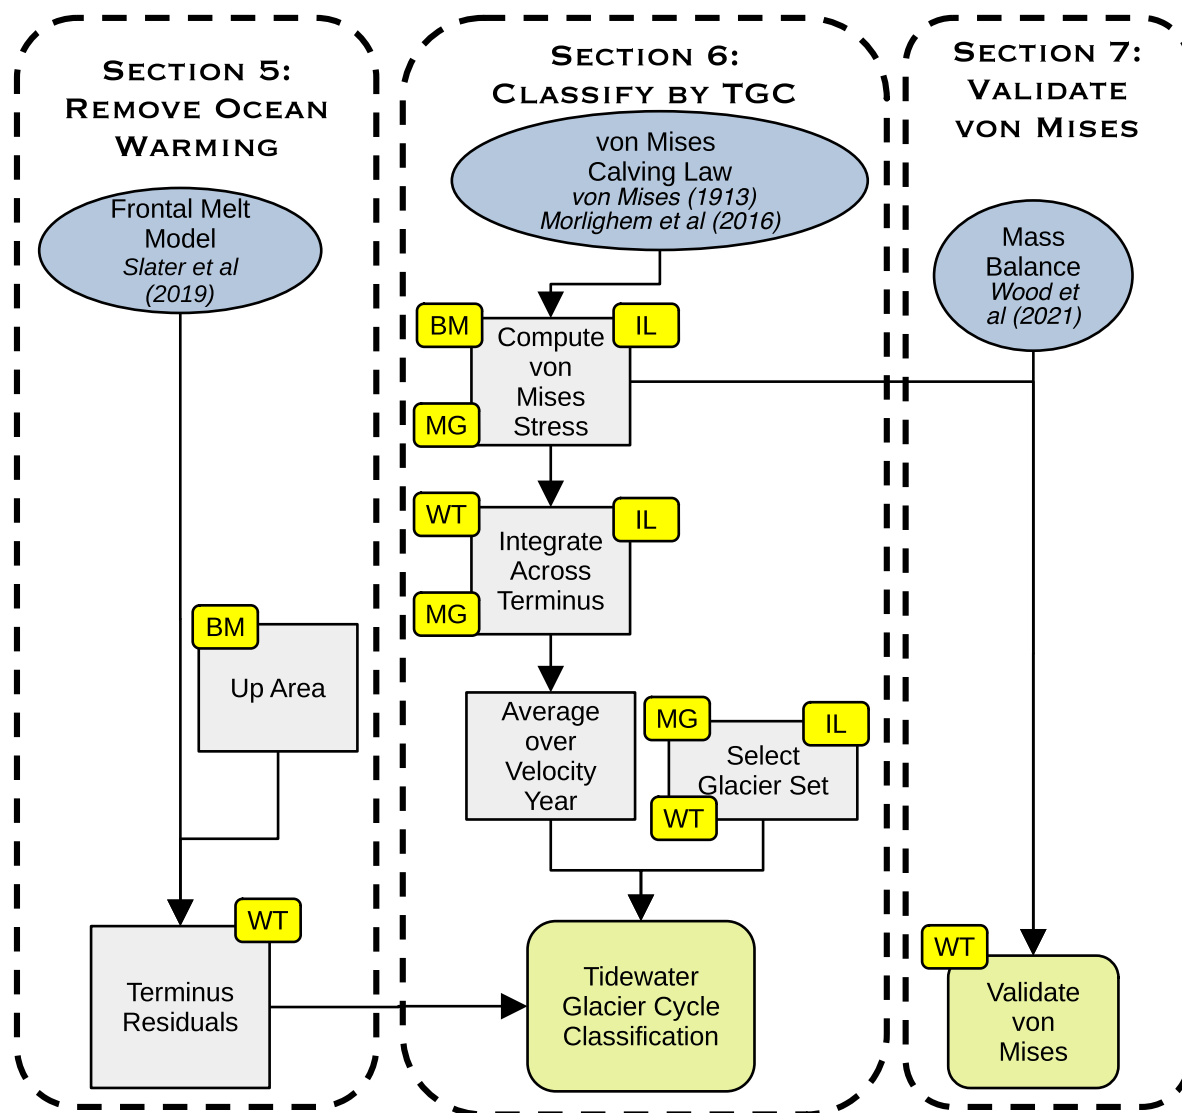 SECTION 5:
REMOVE OCEAN
WARMING
Frontal Melt
Model
Slater et al
(2019)
BM
Up Area
WT
Terminus
Residuals
SECTION 6:
CLASSIFY BY TGC
von Mises
Calving Law
von Mises (1913)
Morlighem et al (2016)
BM
IL
Compute
von
Mises
Stress
MG
WT
IL
Integrate
Across
Terminus
MG
Average
over
Velocity
Year
MG
IL
Select
Glacier Set
WT
Tidewater
Glacier Cycle
Classification
SECTION 7:
VALIDATE
VON MISES
Mass
Balance
Wood et
al (2021)
WT
Validate
von
Mises